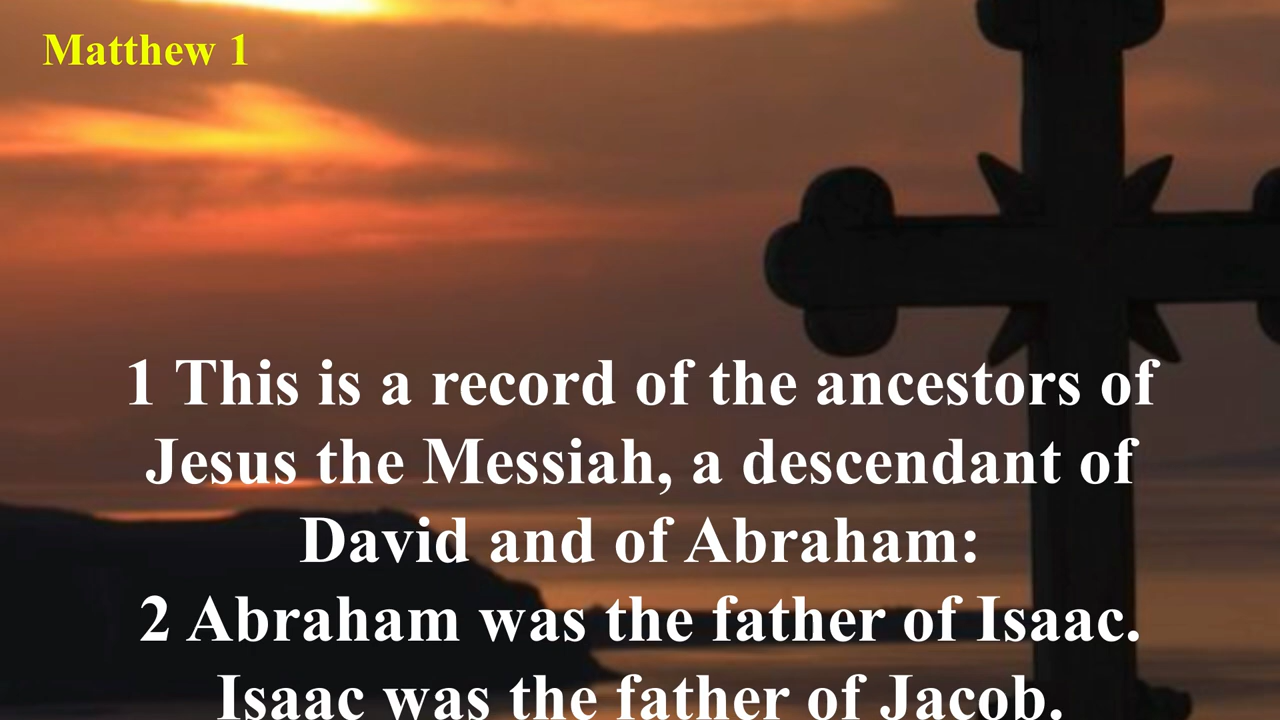 Matthew 1
1 This is a record of the ancestors of
Jesus the Messiah, a descendant of
David and of Abraham:
2 Abraham was the father of Isaac.
Isaac was the father of Jacob.